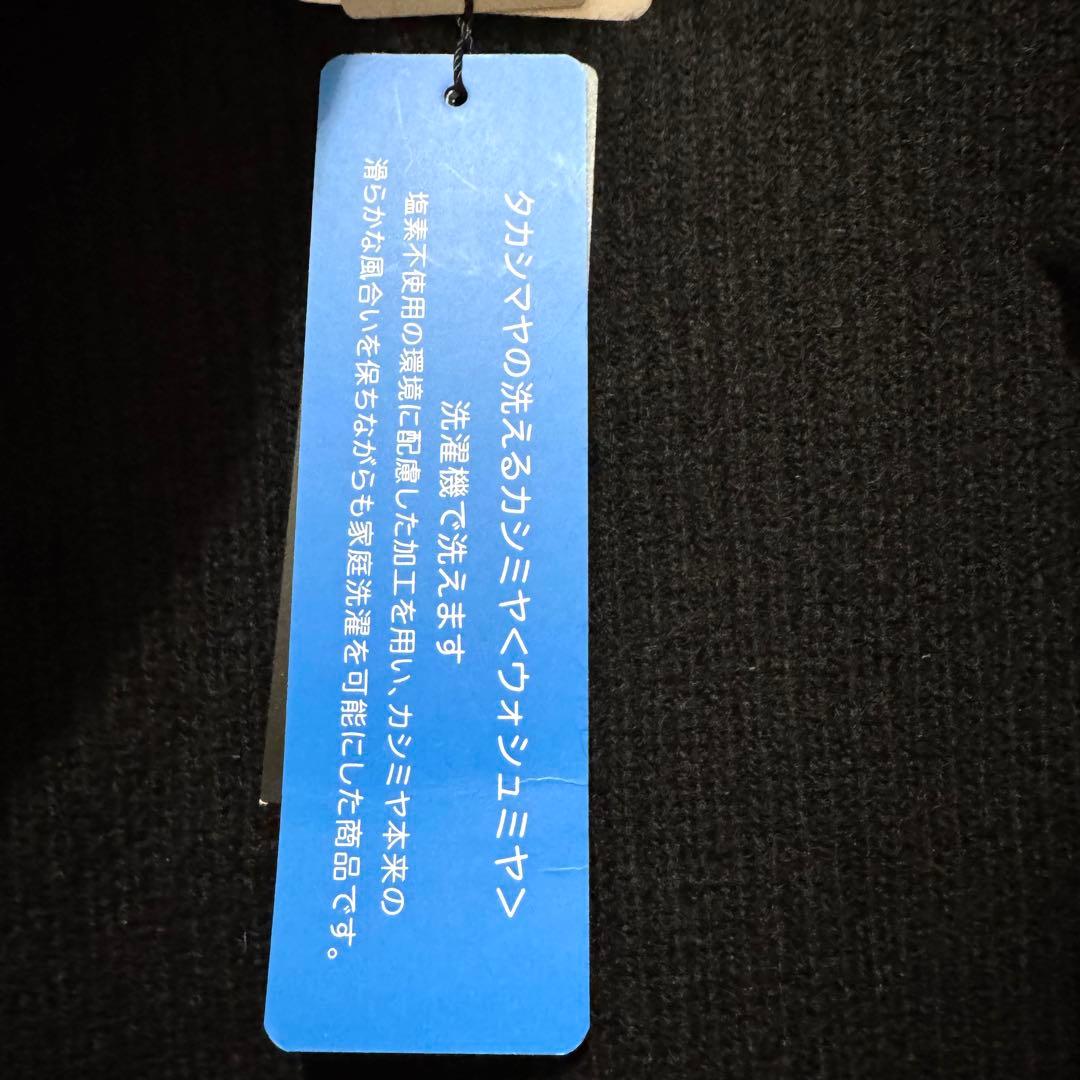 タカシマヤの洗えるカシミヤ<ウォシュミヤ>
洗濯機で洗えます
塩素不使用の環境に配慮した加工を用い、カシミヤ本来の
滑らかな風合いを保ちながらも家庭洗濯を可能にした商品です。